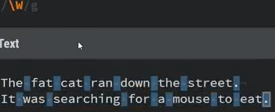 /\W/g
Text
The fat cat ran down the street.
It was searching for a mouse to eat.